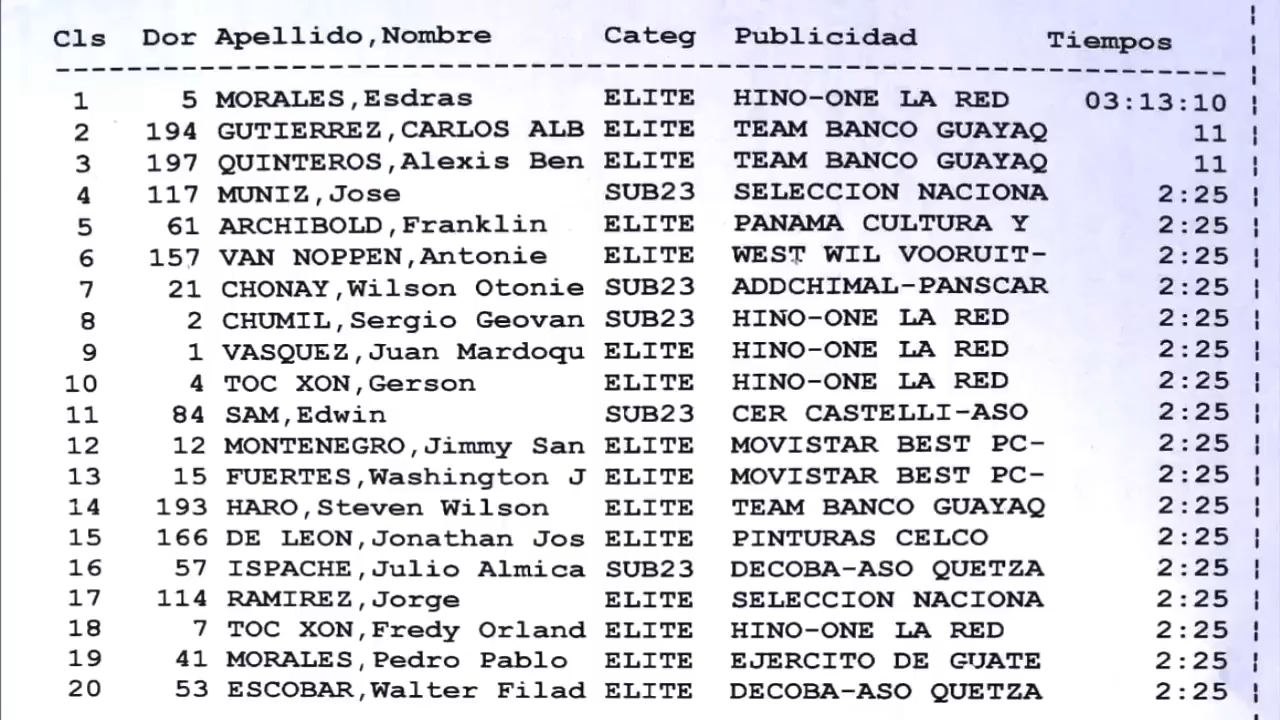 Cls Dor Apellido,Nombre Categ Publicidad Tiempos
1 5 MORALES,Esdras ELITE HINO-ONE LA RED 03:13:10
2 194 GUTIERREZ,CARLOS ALB ELITE TEAM BANCO GUAYAQ 11
3 197 QUINTEROS,Alexis Ben ELITE TEAM BANCO GUAYAQ 11
4 117 MUNIZ,Jose SUB23 SELECCION NACIONA 2:25
5 61 ARCHIBOLD,Franklin ELITE PANAMA CULTURA Y 2:25
6 157 VAN NOPPEN,Antonie ELITE WEST WIL VOORUIT- 2:25
7 21 CHONAY,Wilson Otonie SUB23 ADDCHIMAL-PANSCAR 2:25
8 2 CHUMIL,Sergio Geovan SUB23 HINO-ONE LA RED 2:25
9 1 VASQUEZ,Juan Mardoqu ELITE HINO-ONE LA RED 2:25
10 4 TOC XON,Gerson ELITE HINO-ONE LA RED 2:25
11 84 SAM,Edwin SUB23 CER CASTELLI-ASO 2:25
12 12 MONTENEGRO,Jimmy San ELITE MOVISTAR BEST PC- 2:25
13 15 FUERTES,Washington J ELITE MOVISTAR BEST PC- 2:25
14 193 HARO,Steven Wilson ELITE TEAM BANCO GUAYAQ 2:25
15 166 DE LEON,Jonathan Jos ELITE PINTURAS CELCO 2:25
16 57 ISPACHE,Julio Almica SUB23 DECOBA-ASO QUETZA 2:25
17 114 RAMIREZ,Jorge ELITE SELECCION NACIONA 2:25
18 7 TOC XON,Fredy Orland ELITE HINO-ONE LA RED 2:25
19 41 MORALES,Pedro Pablo ELITE EJERCITO DE GUATE 2:25
20 53 ESCOBAR,Walter Filad ELITE DECOBA-ASO QUETZA 2:25